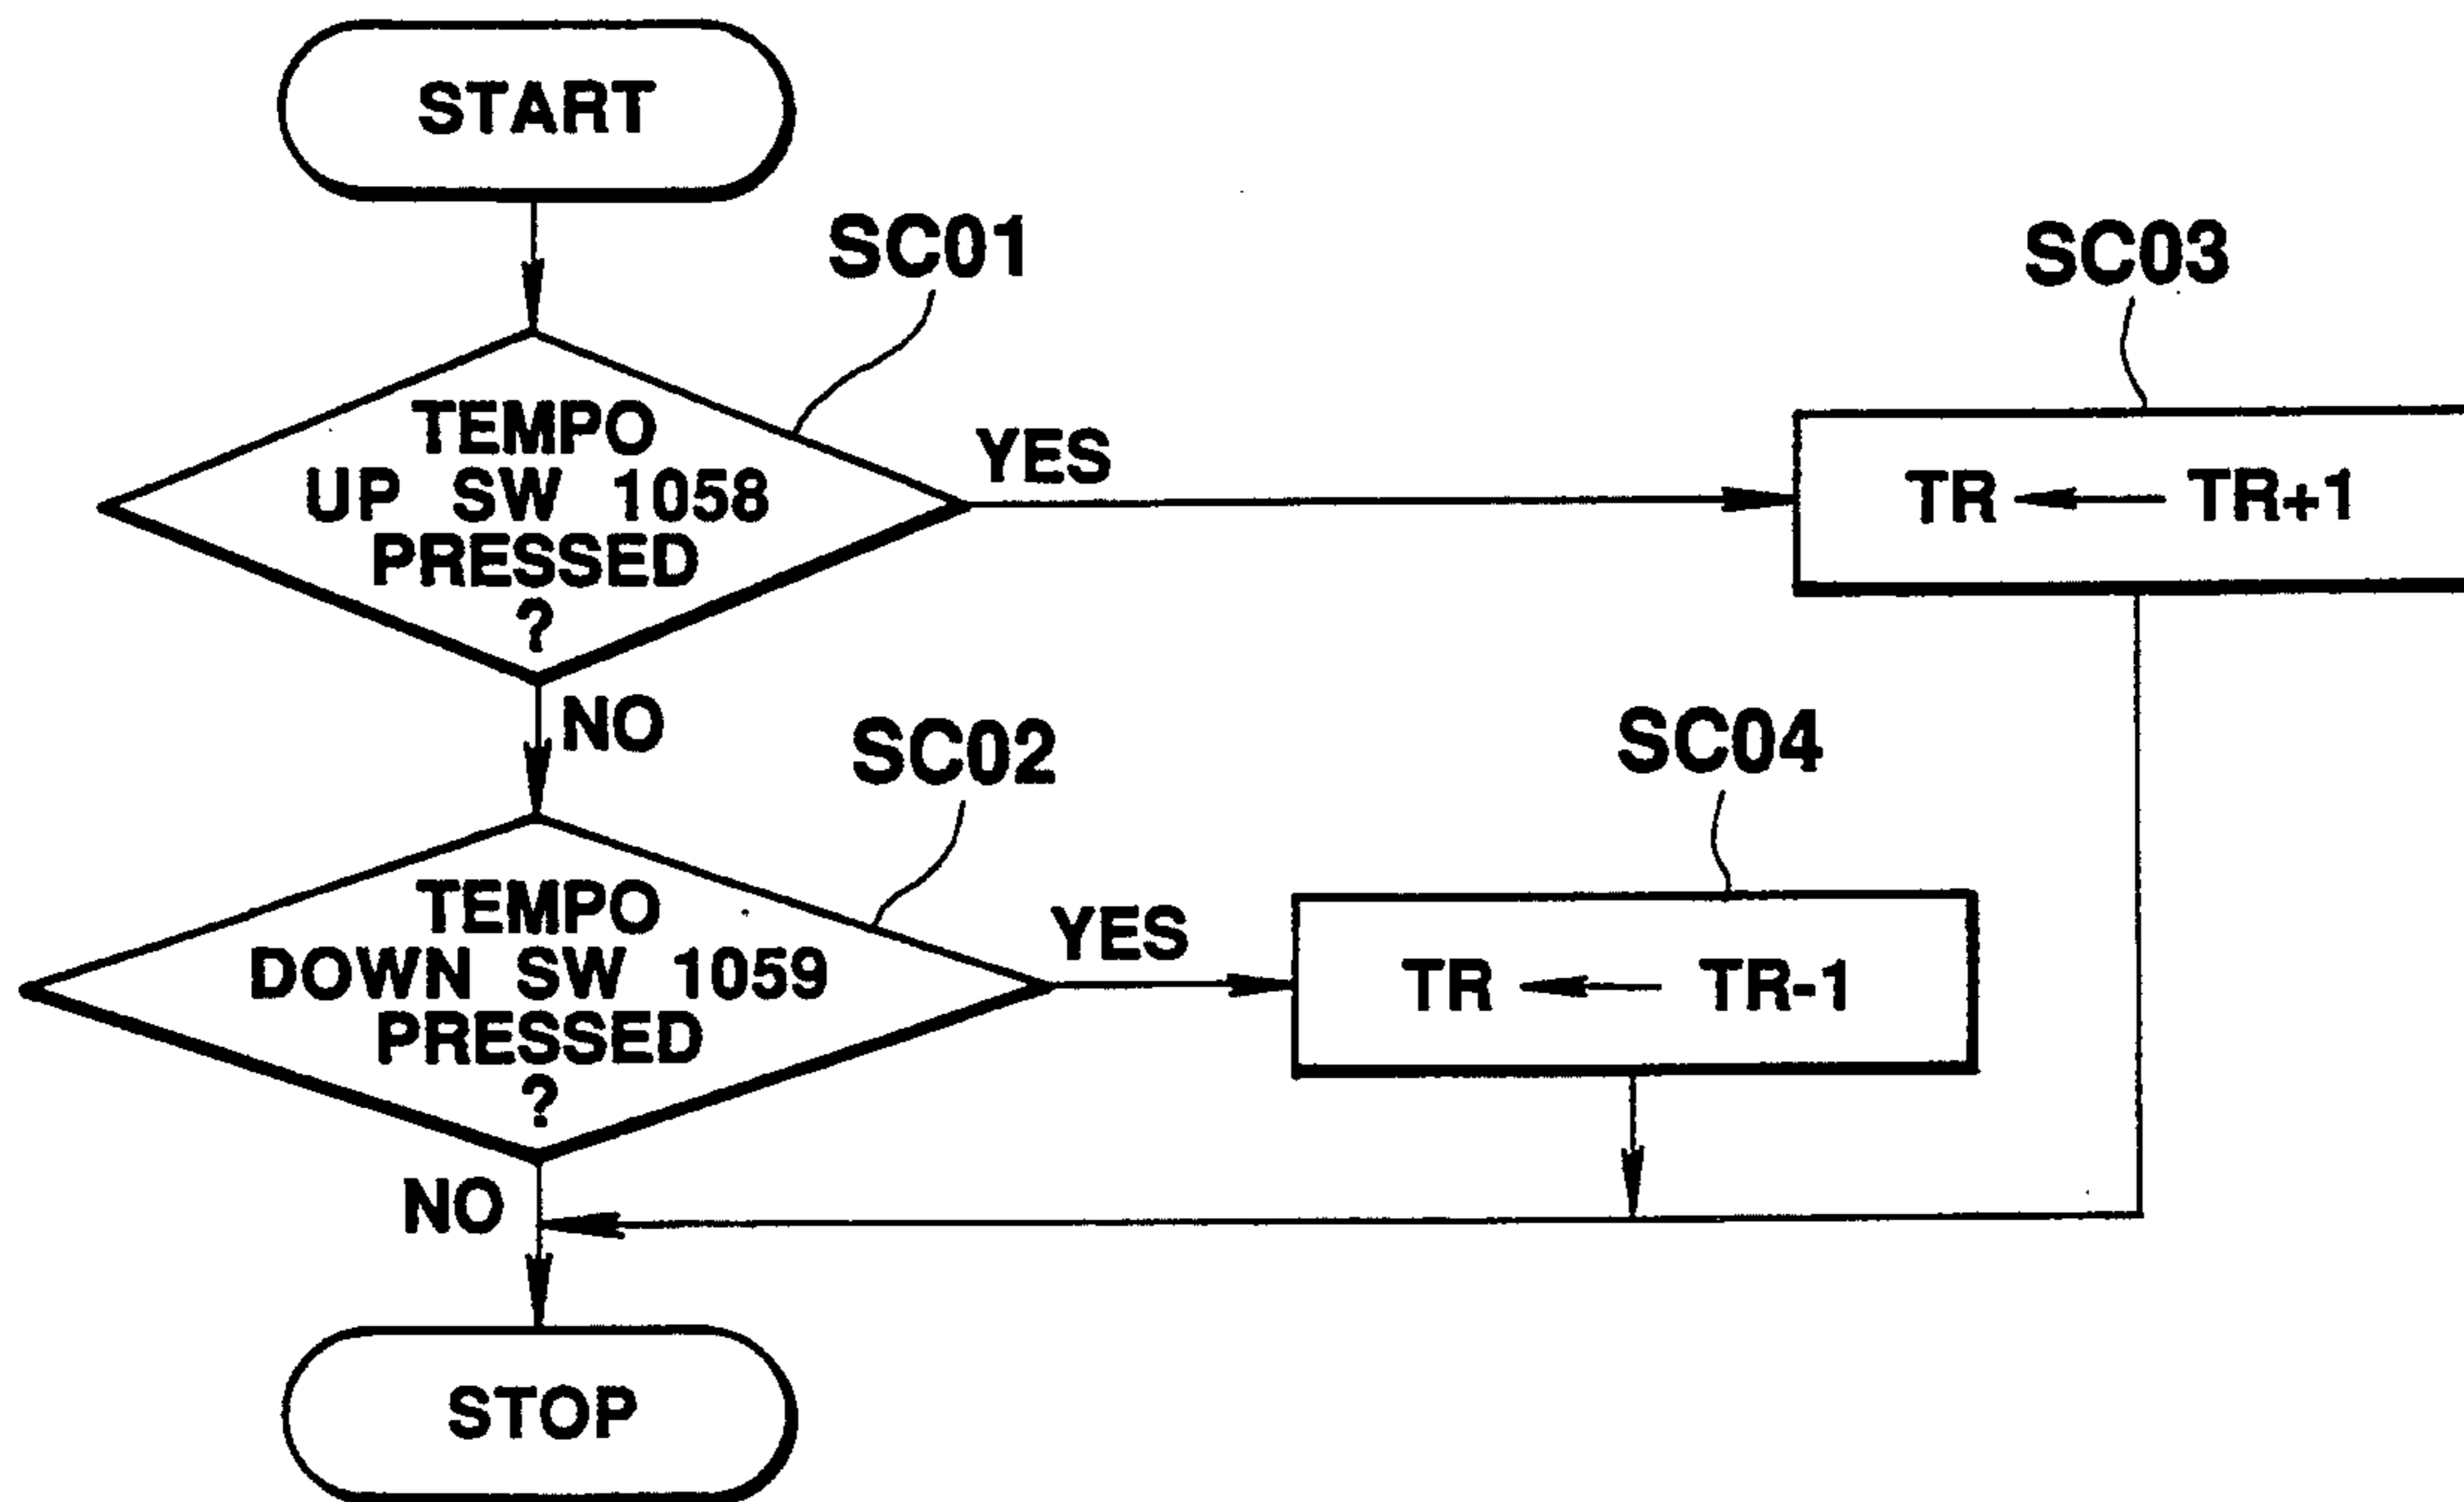 START
SC01
SC03
TEMPO
UP SW 1058
PRESSED
?
YES
TR ← TR+1
NO
SC02
SC04
TEMPO
DOWN SW 1059
PRESSED
?
YES
TR ← TR-1
NO
STOP